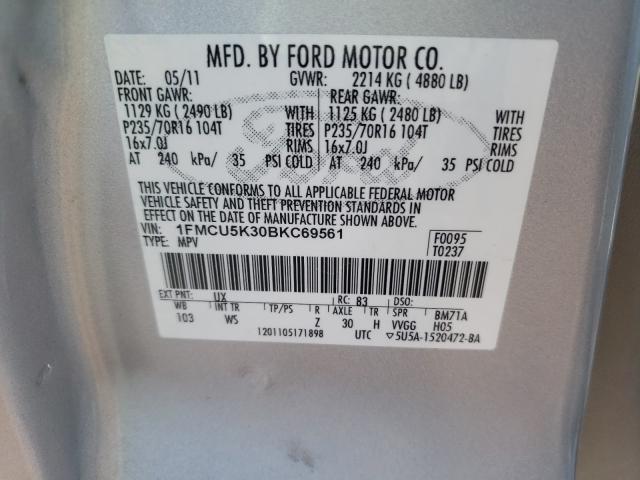 MFD. BY FORD MOTOR CO.
DATE: 05/11 GVWR: 2214 KG ( 4880 LB)
FRONT GAWR: REAR GAWR:
1129 KG ( 2490 LB) WITH 1125 KG ( 2480 LB) WITH
P235/70R16 104T TIRES P235/70R16 104T TIRES
16x7.0J RIMS 16x7.0J RIMS
AT 240 kPa/ 35 PSI COLD AT 240 kPa/ 35 PSI COLD
Ford
THIS VEHICLE CONFORMS TO ALL APPLICABLE FEDERAL MOTOR
VEHICLE SAFETY AND THEFT PREVENTION STANDARDS IN
EFFECT ON THE DATE OF MANUFACTURE SHOWN ABOVE.
VIN: 1FMCU5K30BKC69561 F0095
TYPE: MPV T0237
EXT PNT: UX RC: 83 DSO:
WB INT TR TP/PS R AXLE TR SPR BM71A
103 WS Z 30 H VVGG H05
1201105171898 UTC ▽5U5A-1520472-BA